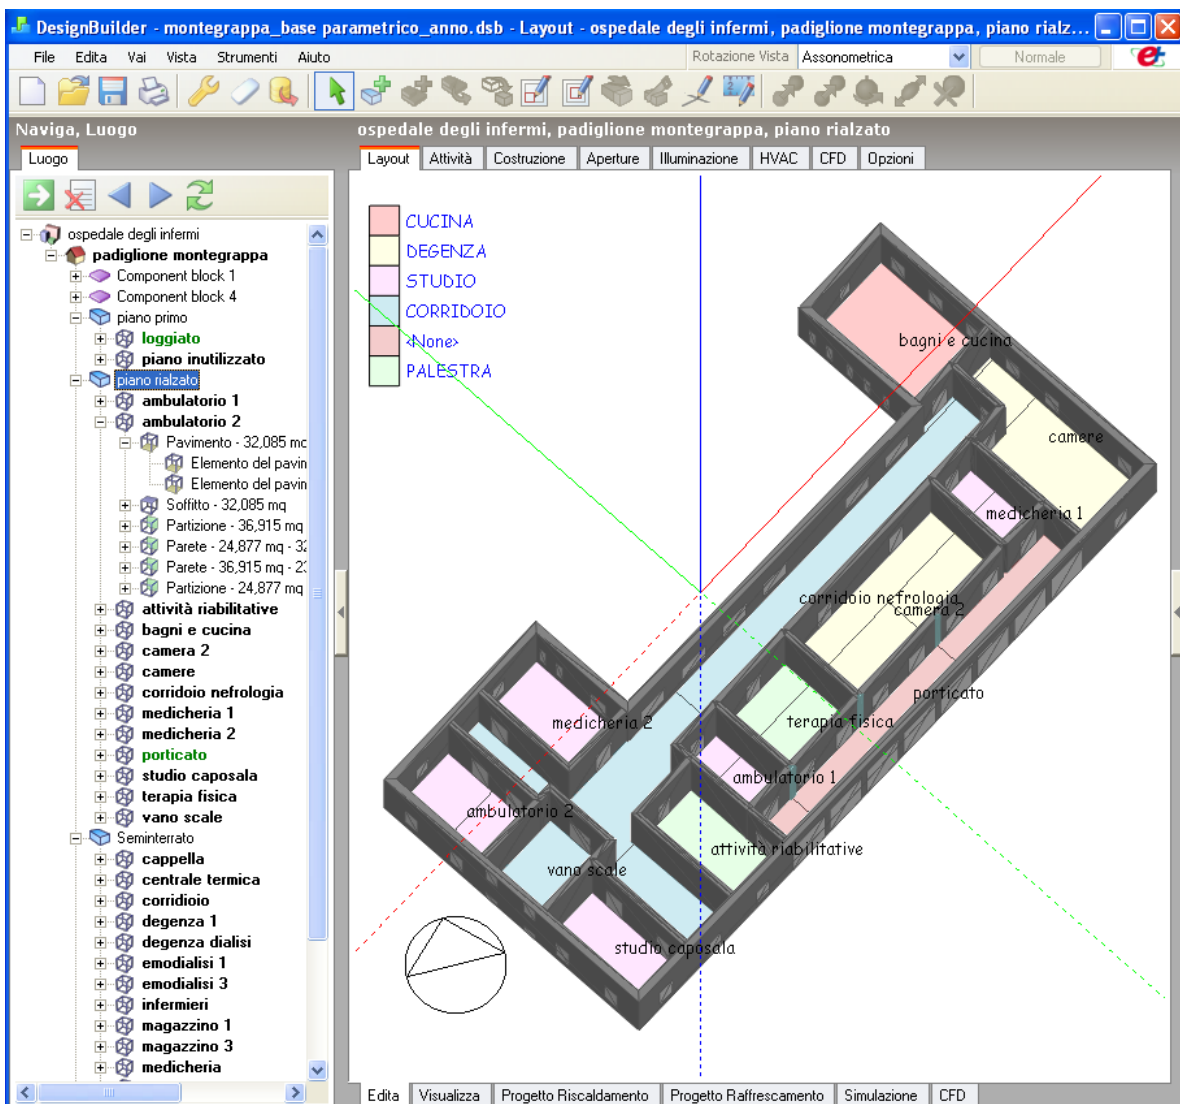 DesignBuilder - montegrappa_base parametrico_anno.dsb - Layout - ospedale degli infermi, padiglione montegrappa, piano rialz...
File Edita Vai Vista Strumenti Aiuto Rotazione Vista Assonometrica Normale
Naviga, Luogo
Luogo
ospedale degli infermi
padiglione montegrappa
Component block 1
Component block 4
piano primo
loggiato
piano inutilizzato
piano rialzato
ambulatorio 1
ambulatorio 2
Pavimento - 32,085 mq
Elemento del pavin
Elemento del pavin
Soffitto - 32,085 mq
Partizione - 36,915 mq
Parete - 24,877 mq - 32
Parete - 36,915 mq - 23
Partizione - 24,877 mq
attività riabilitative
bagni e cucina
camera 2
camere
corridoio nefrologia
medicheria 1
medicheria 2
porticato
studio caposala
terapia fisica
vano scale
Seminterrato
cappella
centrale termica
corridoio
degenza 1
degenza dialisi
emodialisi 1
emodialisi 3
infermieri
magazzino 1
magazzino 3
medicheria
ospedale degli infermi, padiglione montegrappa, piano rialzato
Layout Attività Costruzione Aperture Illuminazione HVAC CFD Opzioni
CUCINA
DEGENZA
STUDIO
CORRIDOIO
<None>
PALESTRA
bagni e cucina
camere
medicheria 1
corridoio nefrologia
camera 2
porticato
medicheria 2
terapia fisica
ambulatorio 1
ambulatorio 2
attività riabilitative
vano scale
studio caposala
Edita Visualizza Progetto Riscaldamento Progetto Raffrescamento Simulazione CFD